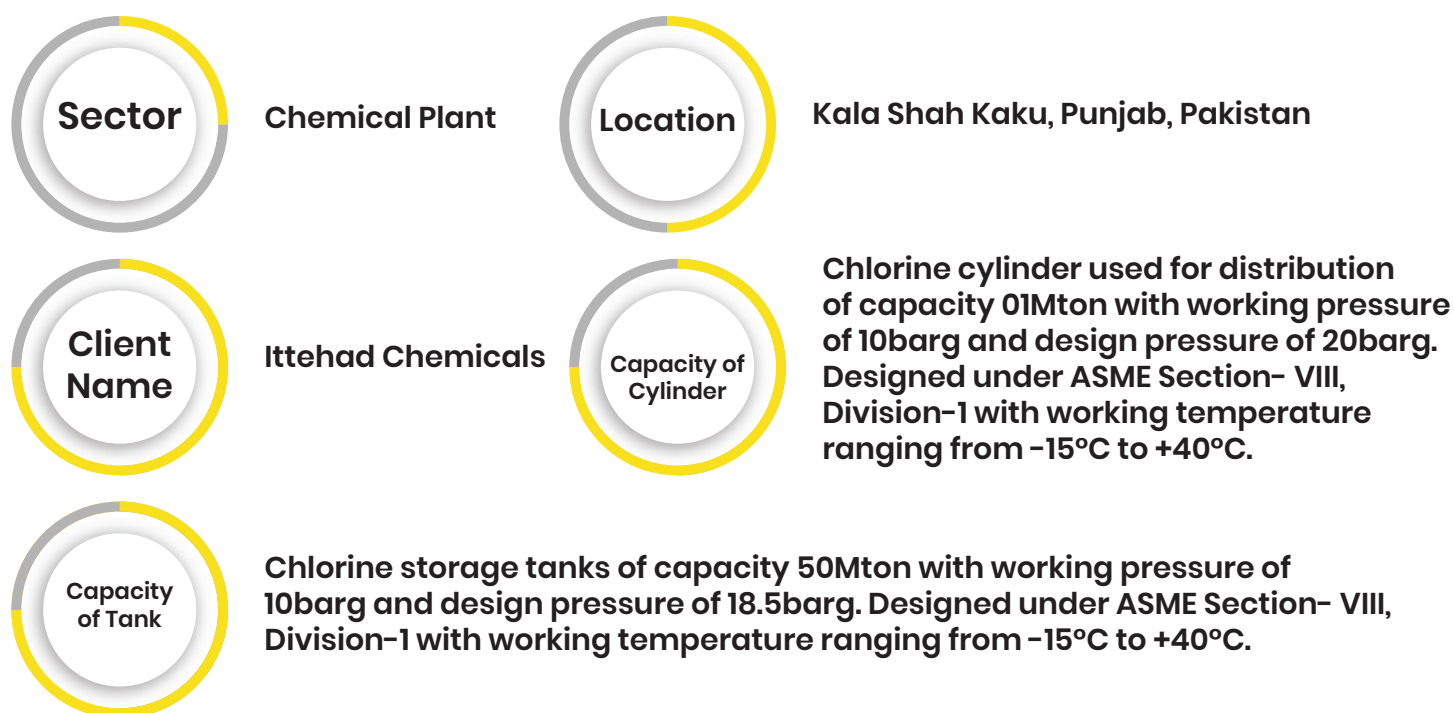 Sector
Chemical Plant
Location
Kala Shah Kaku, Punjab, Pakistan
Client
Name
Ittehad Chemicals
Capacity of
Cylinder
Chlorine cylinder used for distribution
of capacity 01Mton with working pressure
of 10barg and design pressure of 20barg.
Designed under ASME Section- VIII,
Division-1 with working temperature
ranging from -15°C to +40°C.
Capacity
of Tank
Chlorine storage tanks of capacity 50Mton with working pressure of
10barg and design pressure of 18.5barg. Designed under ASME Section- VIII,
Division-1 with working temperature ranging from -15°C to +40°C.